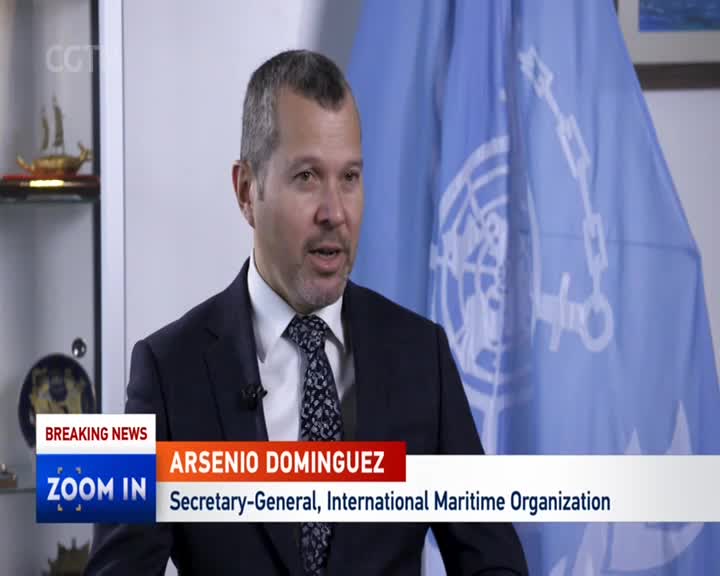 CGTN
BREAKING NEWS
ZOOM IN
ARSENIO DOMINGUEZ
Secretary-General, International Maritime Organization